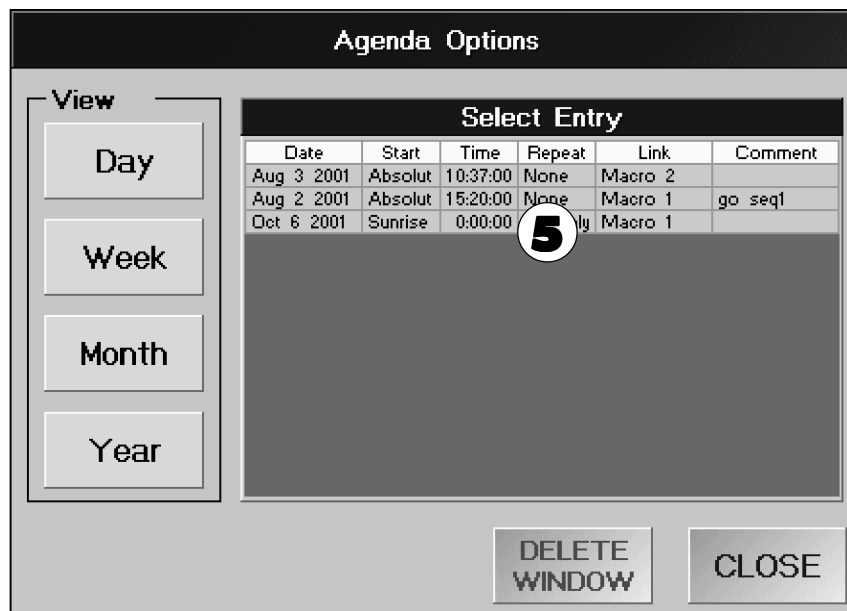 Agenda Options
View
Day
Week
Month
Year
Select Entry
Date Start Time Repeat Link Comment
Aug 3 2001 Absolut 10:37:00 None Macro 2
Aug 2 2001 Absolut 15:20:00 None Macro 1 go seq1
Oct 6 2001 Sunrise 0:00:00 Macro 1
5
DELETE WINDOW
CLOSE